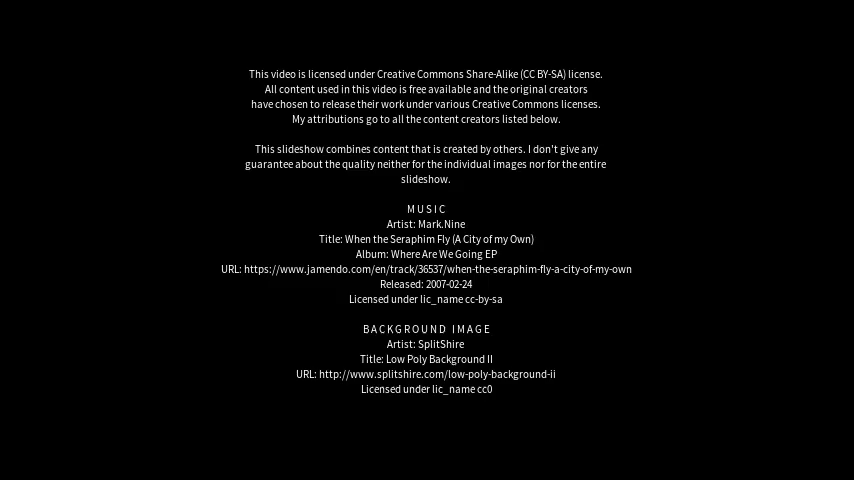 This video is licensed under Creative Commons Share-Alike (CC BY-SA) license.
All content used in this video is free available and the original creators
have chosen to release their work under various Creative Commons licenses.
My attributions go to all the content creators listed below.
This slideshow combines content that is created by others. I don't give any
guarantee about the quality neither for the individual images nor for the entire
slideshow.
MUSIC
Artist: Mark.Nine
Title: When the Seraphim Fly (A City of my Own)
Album: Where Are We Going EP
URL: https://www.jamendo.com/en/track/36537/when-the-seraphim-fly-a-city-of-my-own
Released: 2007-02-24
Licensed under lic_name cc-by-sa
BACKGROUND IMAGE
Artist: SplitShire
Title: Low Poly Background II
URL: http://www.splitshire.com/low-poly-background-ii
Licensed under lic_name cc0